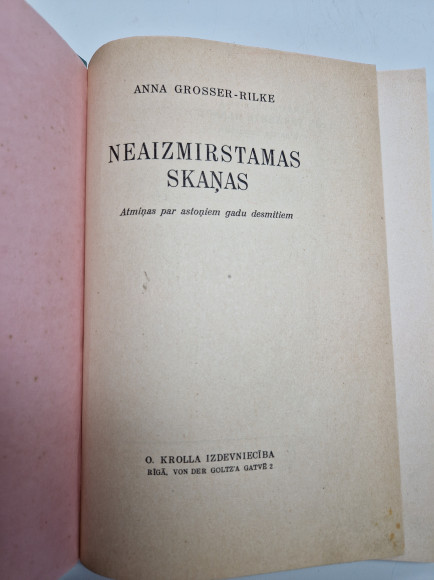 ANNA GROSSER-RILKE
NEAIZMIRSTAMAS
SKAŅAS
Atmiņas par astoņiem gadu desmitiem
O. KROLLA IZDEVNIECĪBA
RĪGĀ, VON DER GOLTZ'A GATVĒ 2